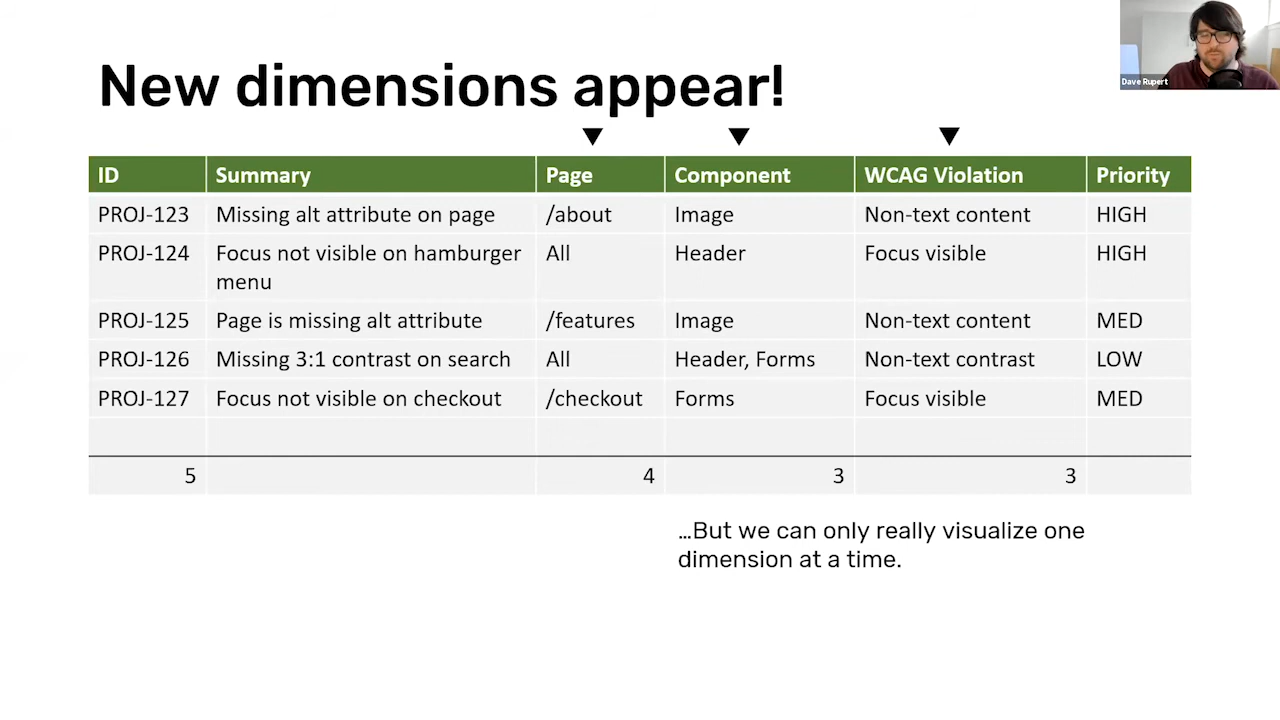 New dimensions appear!
Dave Rupert
ID Summary Page Component WCAG Violation Priority
PROJ-123 Missing alt attribute on page /about Image Non-text content HIGH
PROJ-124 Focus not visible on hamburger All Header Focus visible HIGH
menu
PROJ-125 Page is missing alt attribute /features Image Non-text content MED
PROJ-126 Missing 3:1 contrast on search All Header, Forms Non-text contrast LOW
PROJ-127 Focus not visible on checkout /checkout Forms Focus visible MED
5 4 3 3
…But we can only really visualize one
dimension at a time.